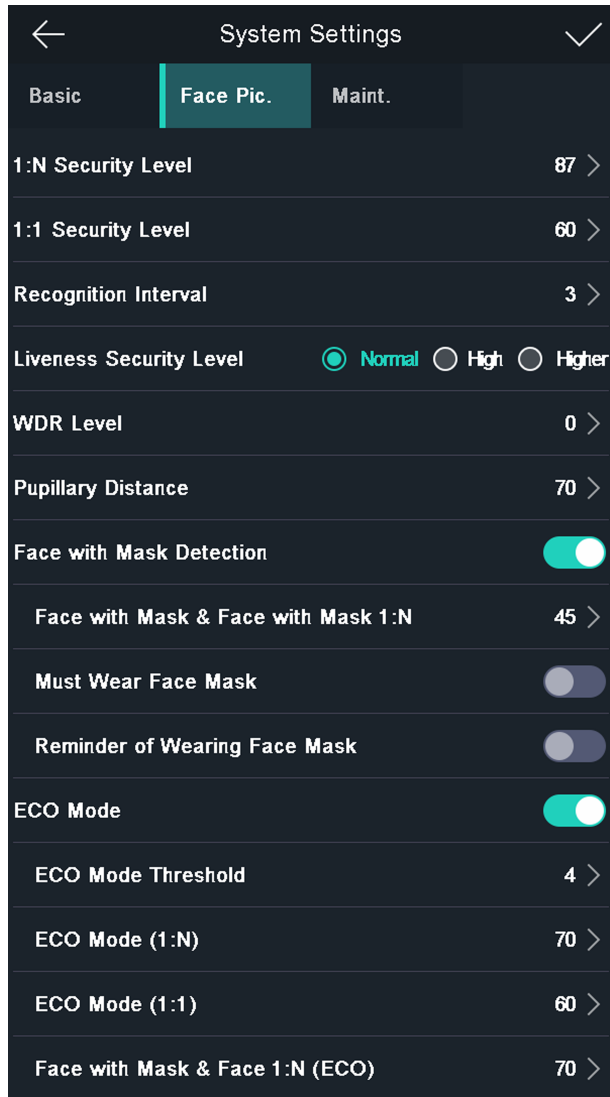 System Settings
Basic Face Pic. Maint.
1:N Security Level 87
1:1 Security Level 60
Recognition Interval 3
Liveness Security Level Normal High Higher
WDR Level 0
Pupillary Distance 70
Face with Mask Detection
Face with Mask & Face with Mask 1:N 45
Must Wear Face Mask
Reminder of Wearing Face Mask
ECO Mode
ECO Mode Threshold 4
ECO Mode (1:N) 70
ECO Mode (1:1) 60
Face with Mask & Face 1:N (ECO) 70